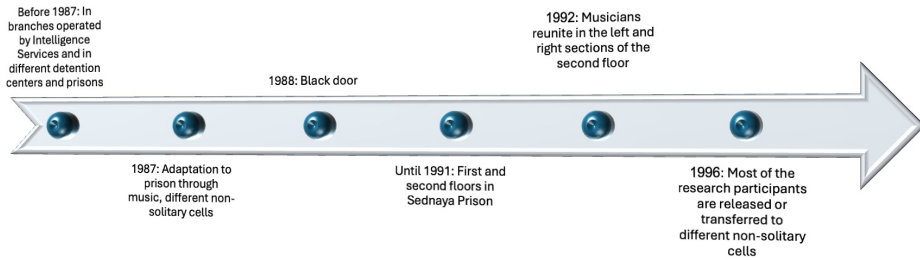 Before 1987: In
branches operated
by Intelligence
Services and in
different detention
centers and prisons
1987: Adaptation to
prison through
music, different non-
solitary cells
1988: Black door
Until 1991: First and
second floors in
Sednaya Prison
1992: Musicians
reunite in the left and
right sections of the
second floor
1996: Most of the
research participants
are released or
transferred to
different non-solitary
cells